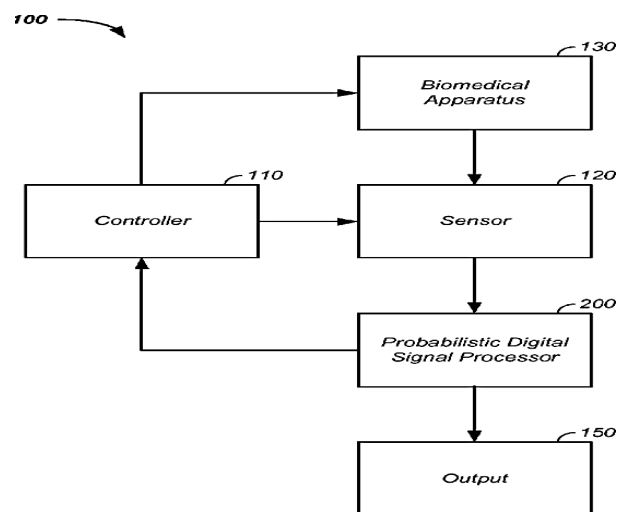 100
130
Biomedical
Apparatus
110
120
Controller
Sensor
200
Probabilistic Digital
Signal Processor
150
Output